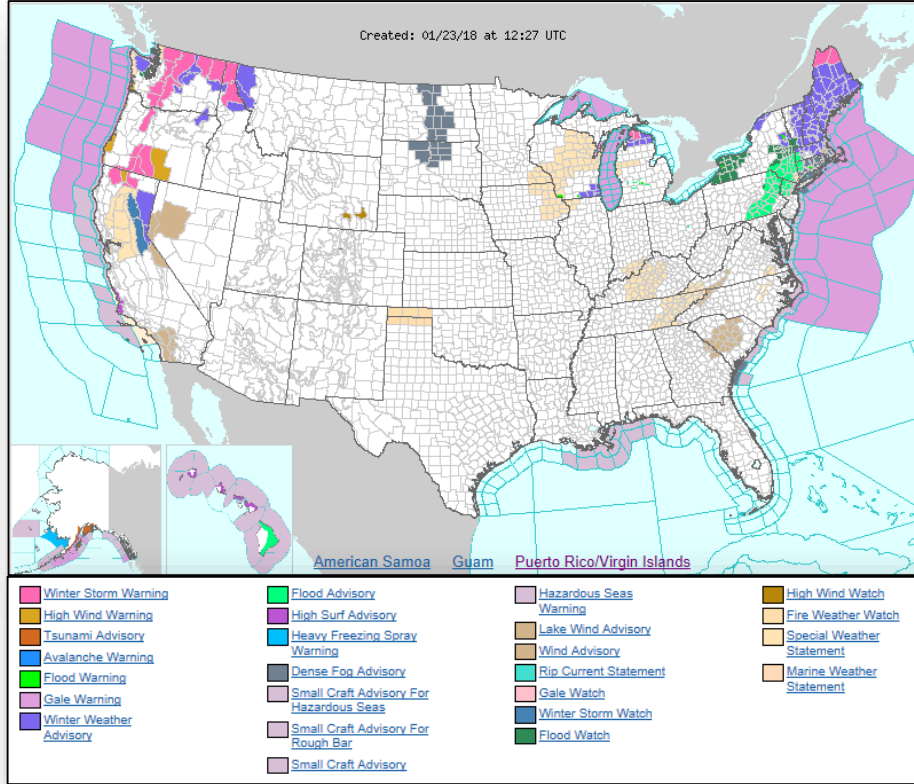 Created: 01/23/18 at 12:27 UTC
American Samoa Guam Puerto Rico/Virgin Islands
Winter Storm Warning
High Wind Warning
Tsunami Advisory
Avalanche Warning
Flood Warning
Gale Warning
Winter Weather
Advisory
Flood Advisory
High Surf Advisory
Heavy Freezing Spray
Warning
Dense Fog Advisory
Small Craft Advisory For
Hazardous Seas
Small Craft Advisory For
Rough Bar
Small Craft Advisory
Hazardous Seas
Warning
Lake Wind Advisory
Wind Advisory
Rip Current Statement
Gale Watch
Winter Storm Watch
Flood Watch
High Wind Watch
Fire Weather Watch
Special Weather
Statement
Marine Weather
Statement